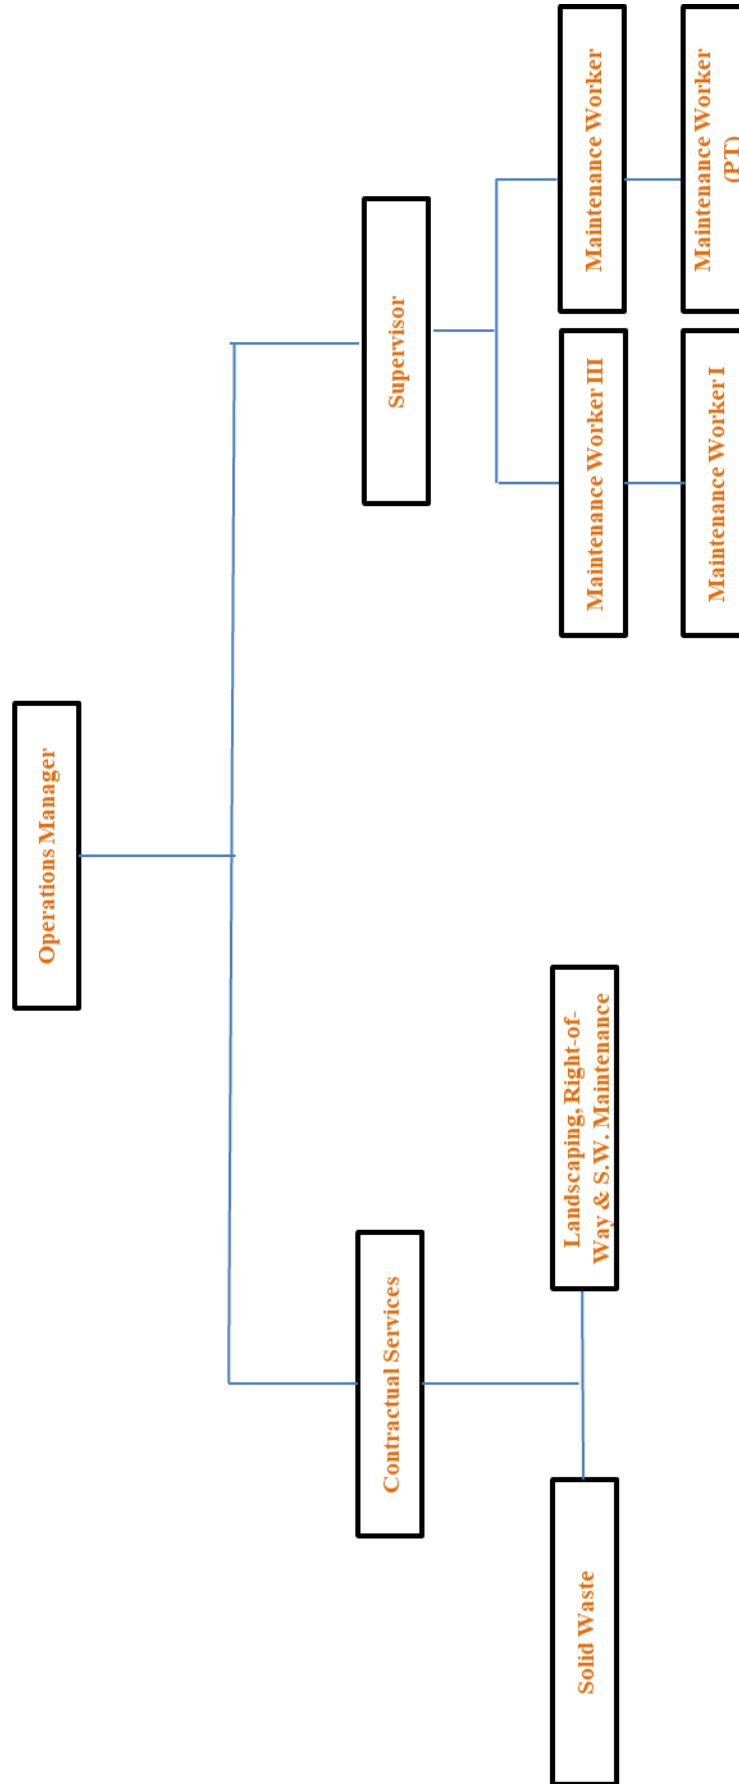 Operations Manager
Contractual Services
Supervisor
Solid Waste
Landscaping, Right-of-
Way & S.W. Maintenance
Maintenance Worker III
Maintenance Worker
Maintenance Worker I
Maintenance Worker
(PT)